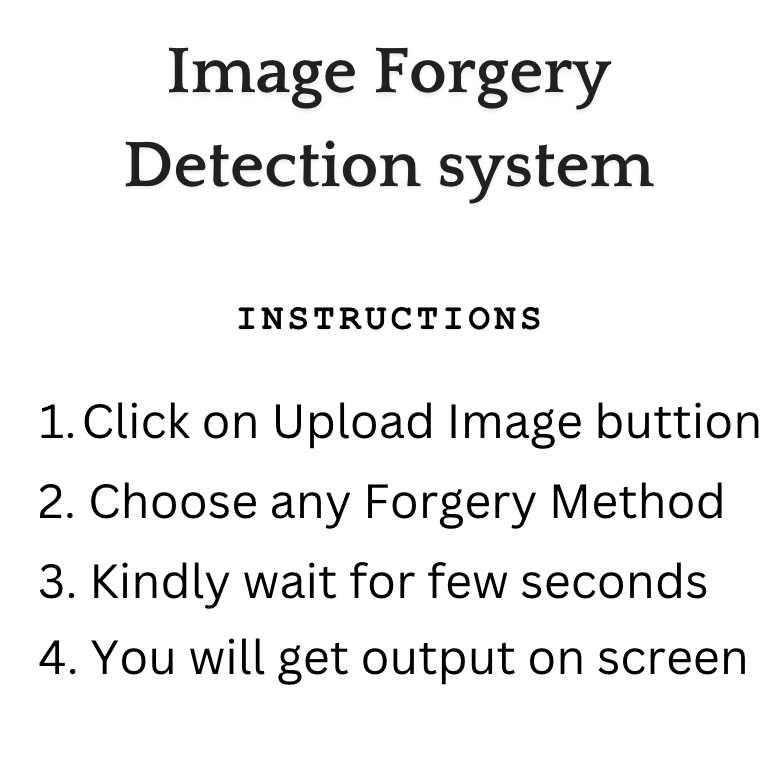 Image Forgery
Detection system
INSTRUCTIONS
1. Click on Upload Image buttion
2. Choose any Forgery Method
3. Kindly wait for few seconds
4. You will get output on screen